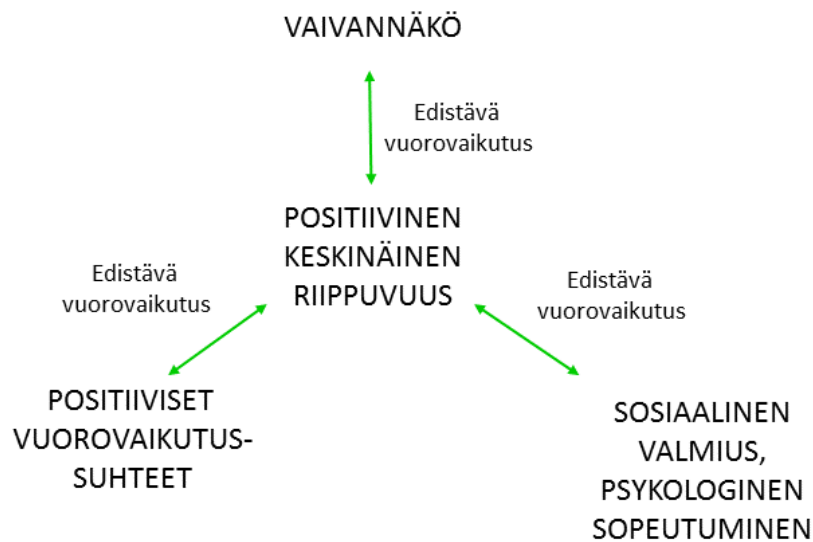 VAIVANNÄKÖ
Edistävä
vuorovaikutus
POSITIIVINEN
KESKINÄINEN
RIIPPUVUUS
Edistävä
vuorovaikutus
Edistävä
vuorovaikutus
POSITIIVISET
VUOROVAIKUTUS-
SUHTEET
SOSIAALINEN
VALMIUS,
PSYKOLOGINEN
SOPEUTUMINEN